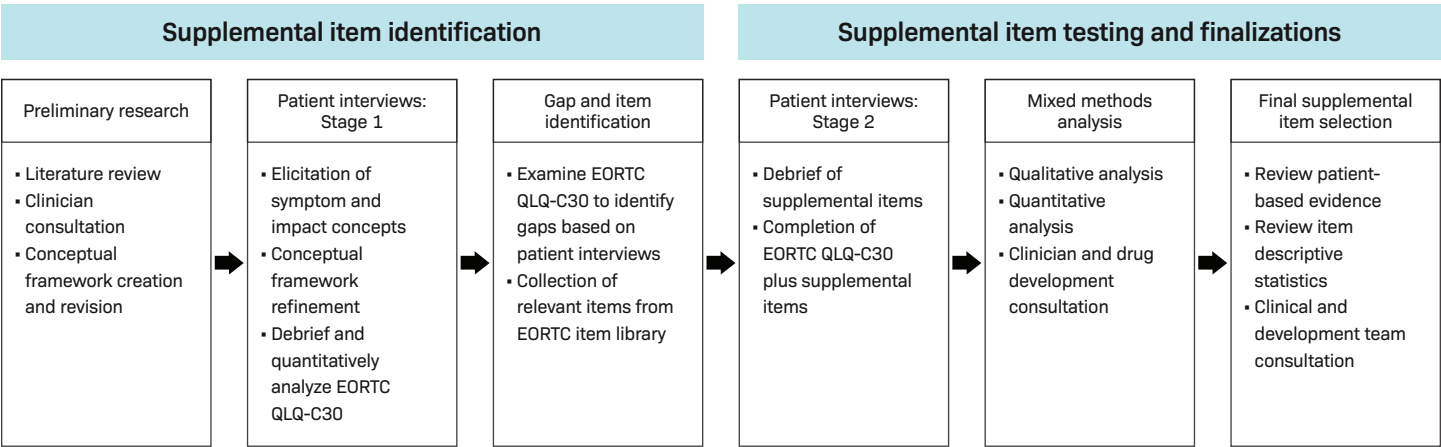 Supplemental item identification
Supplemental item testing and finalizations
Preliminary research
▪ Literature review
▪ Clinician
consultation
▪ Conceptual
framework creation
and revision
Patient interviews:
Stage 1
▪ Elicitation of
symptom and
impact concepts
▪ Conceptual
framework
refinement
▪ Debrief and
quantitatively
analyze EORTC
QLQ-C30
Gap and item
identification
▪ Examine EORTC
QLQ-C30 to identify
gaps based on
patient interviews
▪ Collection of
relevant items from
EORTC item library
Patient interviews:
Stage 2
▪ Debrief of
supplemental items
▪ Completion of
EORTC QLQ-C30
plus supplemental
items
Mixed methods
analysis
▪ Qualitative analysis
▪ Quantitative
analysis
▪ Clinician and drug
development
consultation
Final supplemental
item selection
▪ Review patient-
based evidence
▪ Review item
descriptive
statistics
▪ Clinical and
development team
consultation